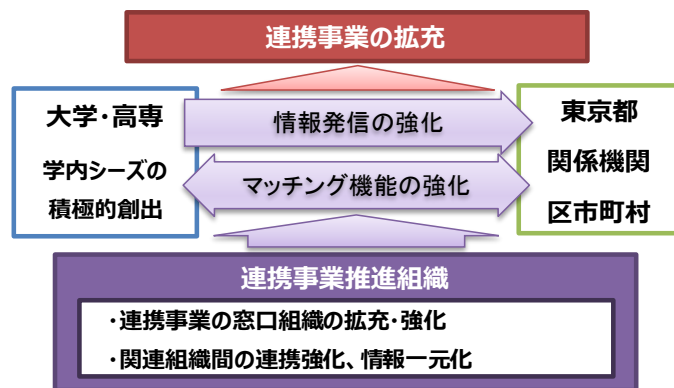 連携事業の拡充
大学・高専
学内シーズの
積極的創出
情報発信の強化
マッチング機能の強化
東京都
関係機関
区市町村
連携事業推進組織
・連携事業の窓口組織の拡充・強化
・関連組織間の連携強化、情報一元化